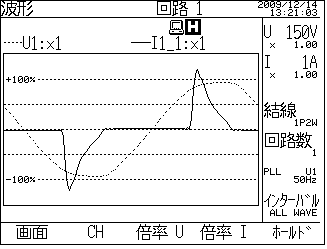 波形
回路 1
2009/12/14
13:21:03
H
U1:x1
I1_1:x1
+100%
-100%
U 150V
x 1.00
I 1A
x 1.00
結線
1P2W
回路数
1
PLL U1
50Hz
インターバル
ALL WAVE
画面
CH
倍率 U
倍率 I
ホールド